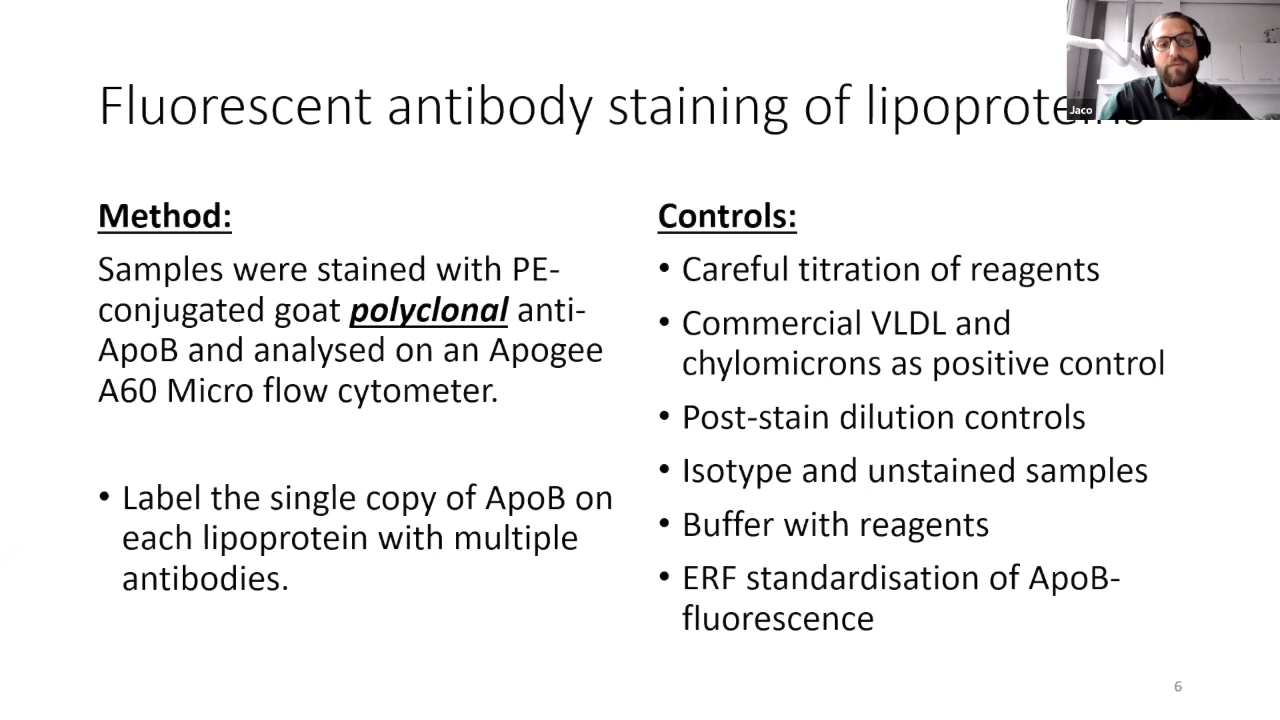 Fluorescent antibody staining of lipoproteins
Jaco
Method:
Samples were stained with PE-
conjugated goat polyclonal anti-
ApoB and analysed on an Apogee
A60 Micro flow cytometer.
• Label the single copy of ApoB on
each lipoprotein with multiple
antibodies.
Controls:
• Careful titration of reagents
• Commercial VLDL and
chylomicrons as positive control
• Post-stain dilution controls
• Isotype and unstained samples
• Buffer with reagents
• ERF standardisation of ApoB-
fluorescence
6